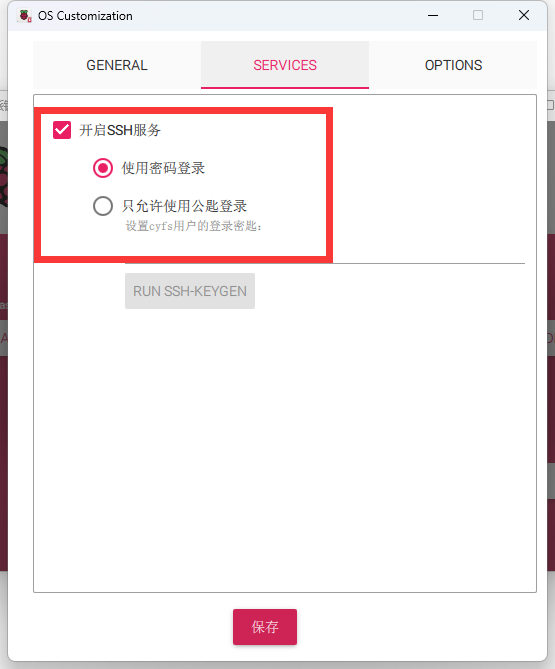 OS Customization
GENERAL
SERVICES
OPTIONS
开启SSH服务
使用密码登录
只允许使用公匙登录
设置cyfs用户的登录密匙：
RUN SSH-KEYGEN
保存